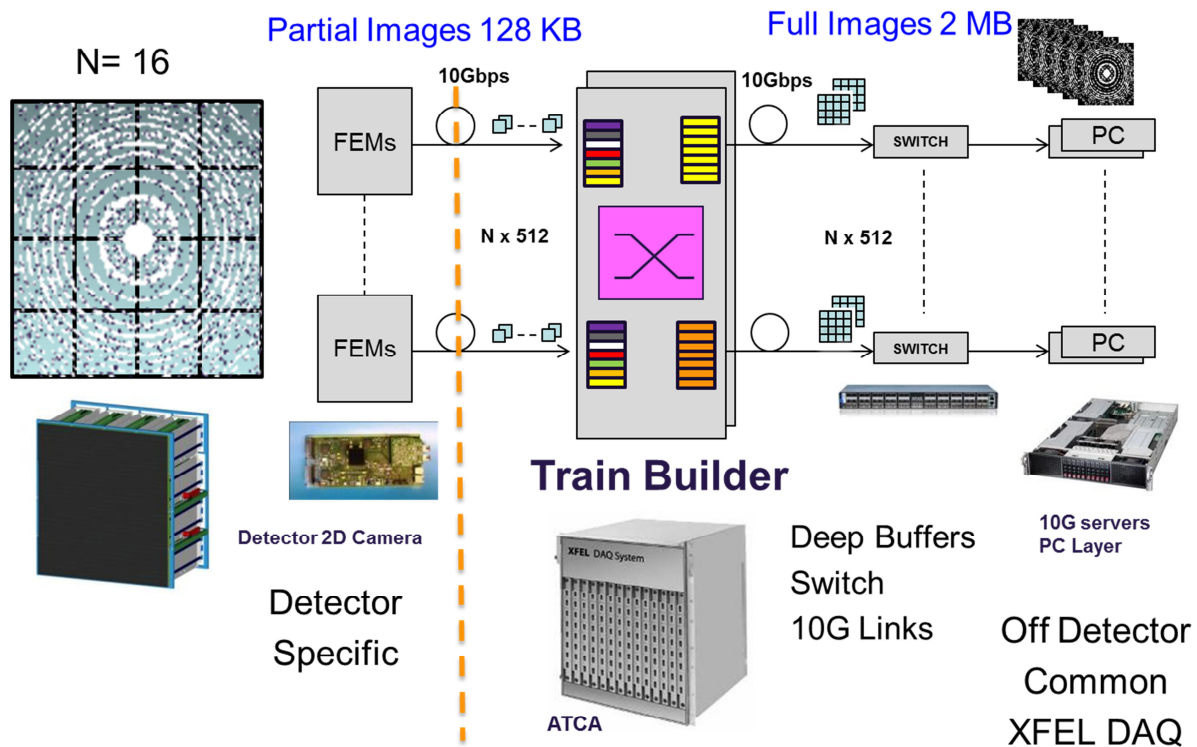 Partial Images 128 KB
Full Images 2 MB
N= 16
10Gbps
10Gbps
FEMs
SWITCH
PC
N x 512
N x 512
FEMs
SWITCH
PC
Train Builder
Detector 2D Camera
10G servers
PC Layer
XFEL DAQ System
Deep Buffers
Switch
10G Links
Detector
Specific
ATCA
Off Detector
Common
XFEL DAQ